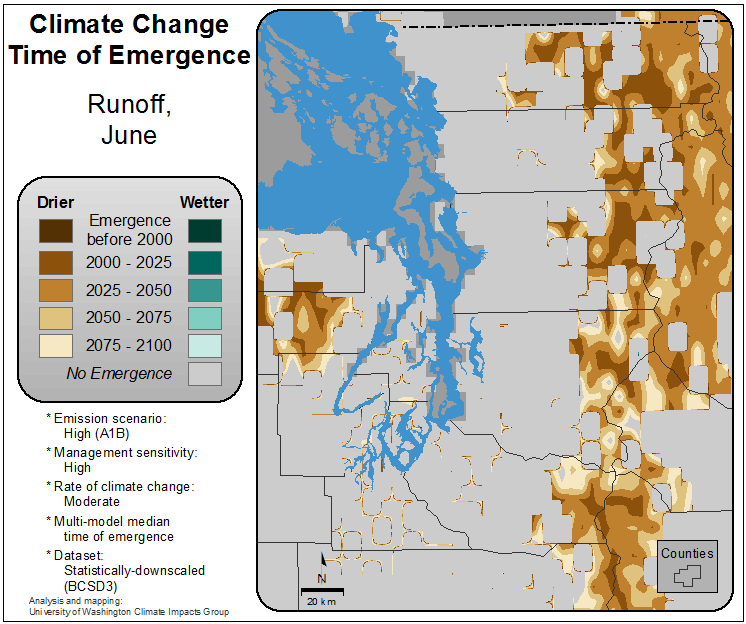 Climate Change
Time of Emergence
Runoff,
June
Drier
Wetter
Emergence
before 2000
2000 - 2025
2025 - 2050
2050 - 2075
2075 - 2100
No Emergence
* Emission scenario:
High (A1B)
* Management sensitivity:
High
* Rate of climate change:
Moderate
* Multi-model median
time of emergence
* Dataset:
Statistically-downscaled
(BCSD3)
Analysis and mapping:
University of Washington Climate Impacts Group
N
20 km
Counties